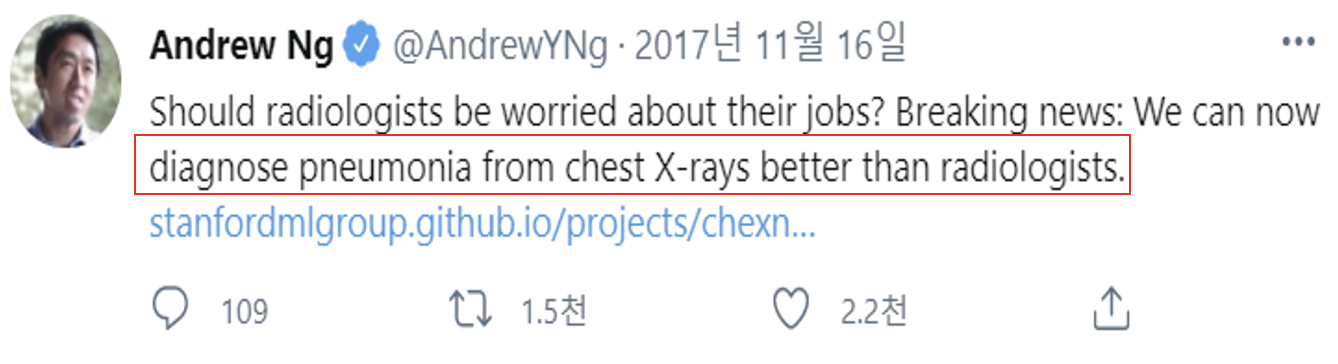 Andrew Ng @AndrewYNg · 2017년 11월 16일
Should radiologists be worried about their jobs? Breaking news: We can now
diagnose pneumonia from chest X-rays better than radiologists.
stanfordmlgroup.github.io/projects/chexn...
109 1.5천 2.2천